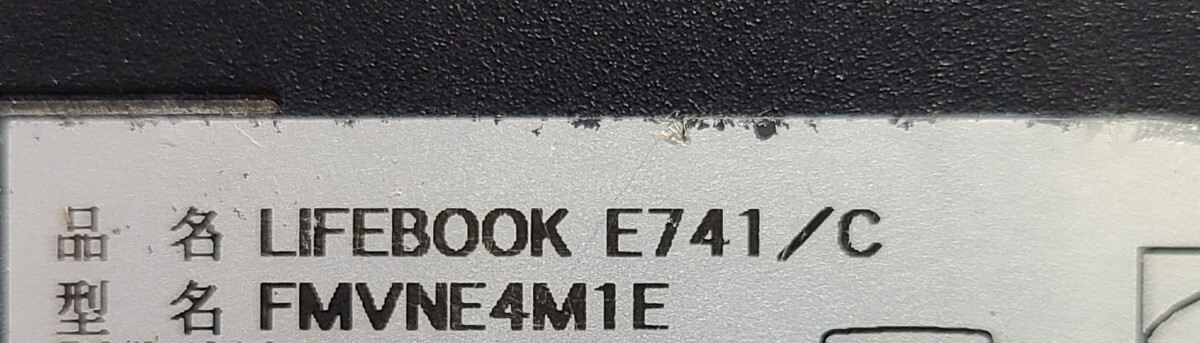 品 名 LIFEBOOK E741/C
型 名 FMVNE4M1E